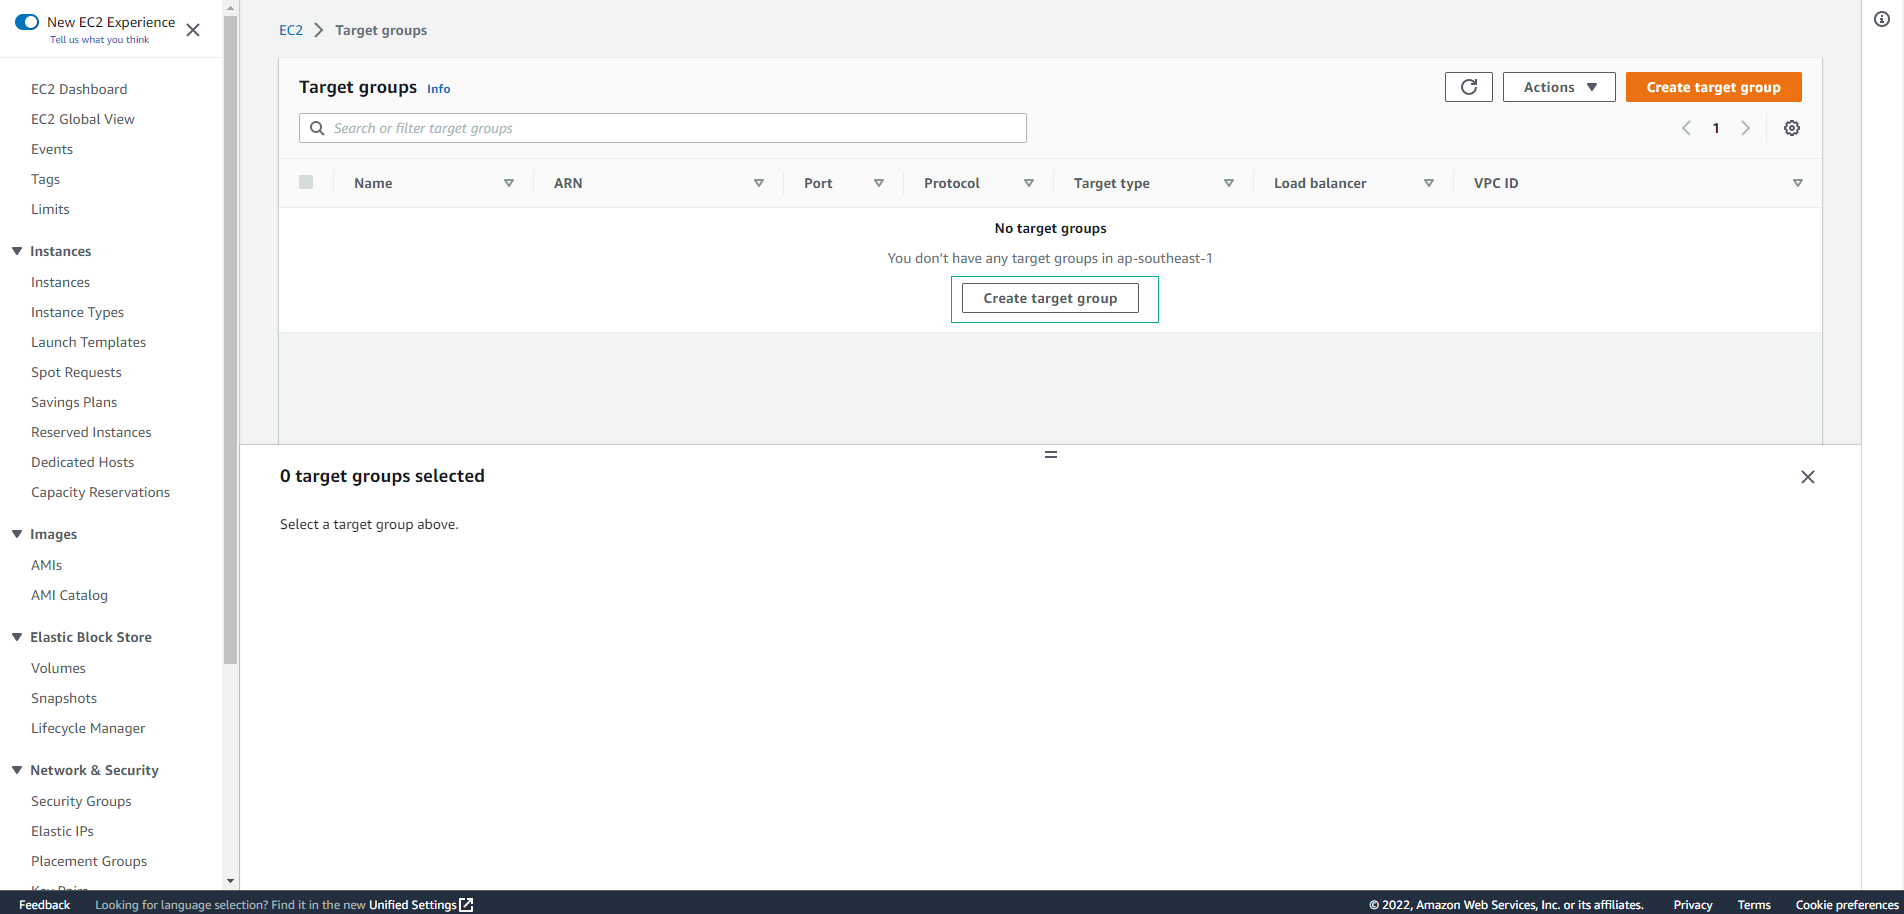 New EC2 Experience
Tell us what you think
EC2 Dashboard
EC2 Global View
Events
Tags
Limits
Instances
Instances
Instance Types
Launch Templates
Spot Requests
Savings Plans
Reserved Instances
Dedicated Hosts
Capacity Reservations
Images
AMIs
AMI Catalog
Elastic Block Store
Volumes
Snapshots
Lifecycle Manager
Network & Security
Security Groups
Elastic IPs
Placement Groups
Key Pairs
EC2 Target groups
Target groups Info
Actions Create target group
Search or filter target groups
1
Name ARN Port Protocol Target type Load balancer VPC ID
No target groups
You don't have any target groups in ap-southeast-1
Create target group
0 target groups selected
Select a target group above.
Feedback Looking for language selection? Find it in the new Unified Settings © 2022, Amazon Web Services, Inc. or its affiliates. Privacy Terms Cookie preferences